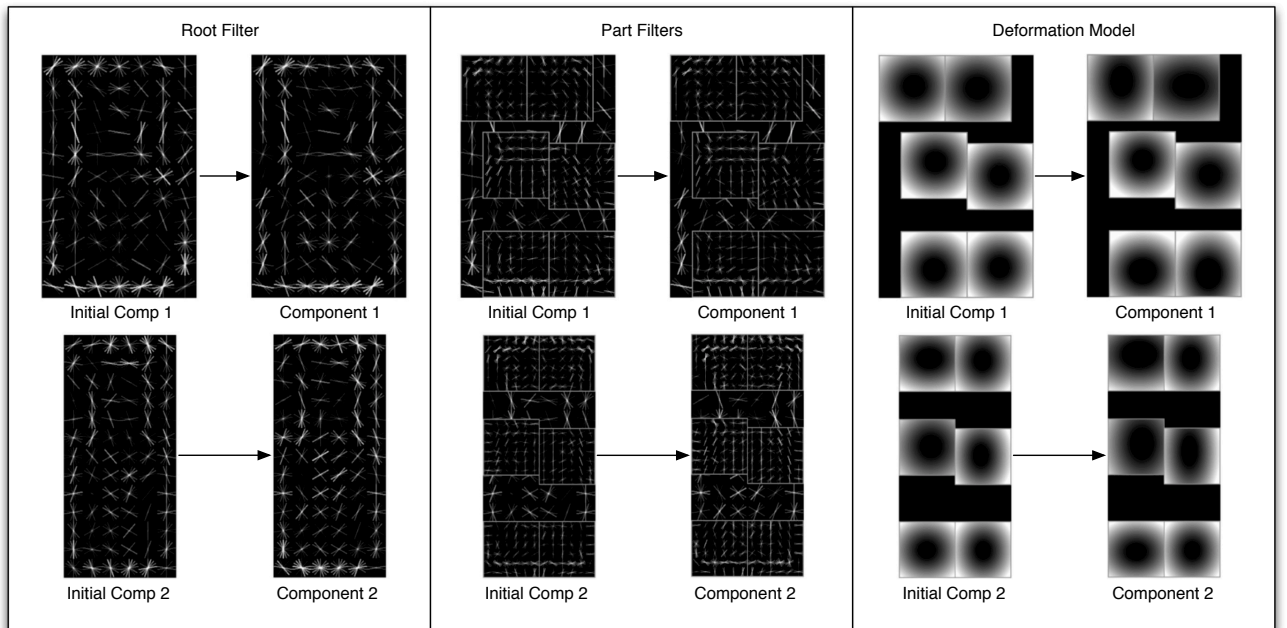 Root Filter
Part Filters
Deformation Model
Initial Comp 1
Component 1
Initial Comp 1
Component 1
Initial Comp 1
Component 1
Initial Comp 2
Component 2
Initial Comp 2
Component 2
Initial Comp 2
Component 2